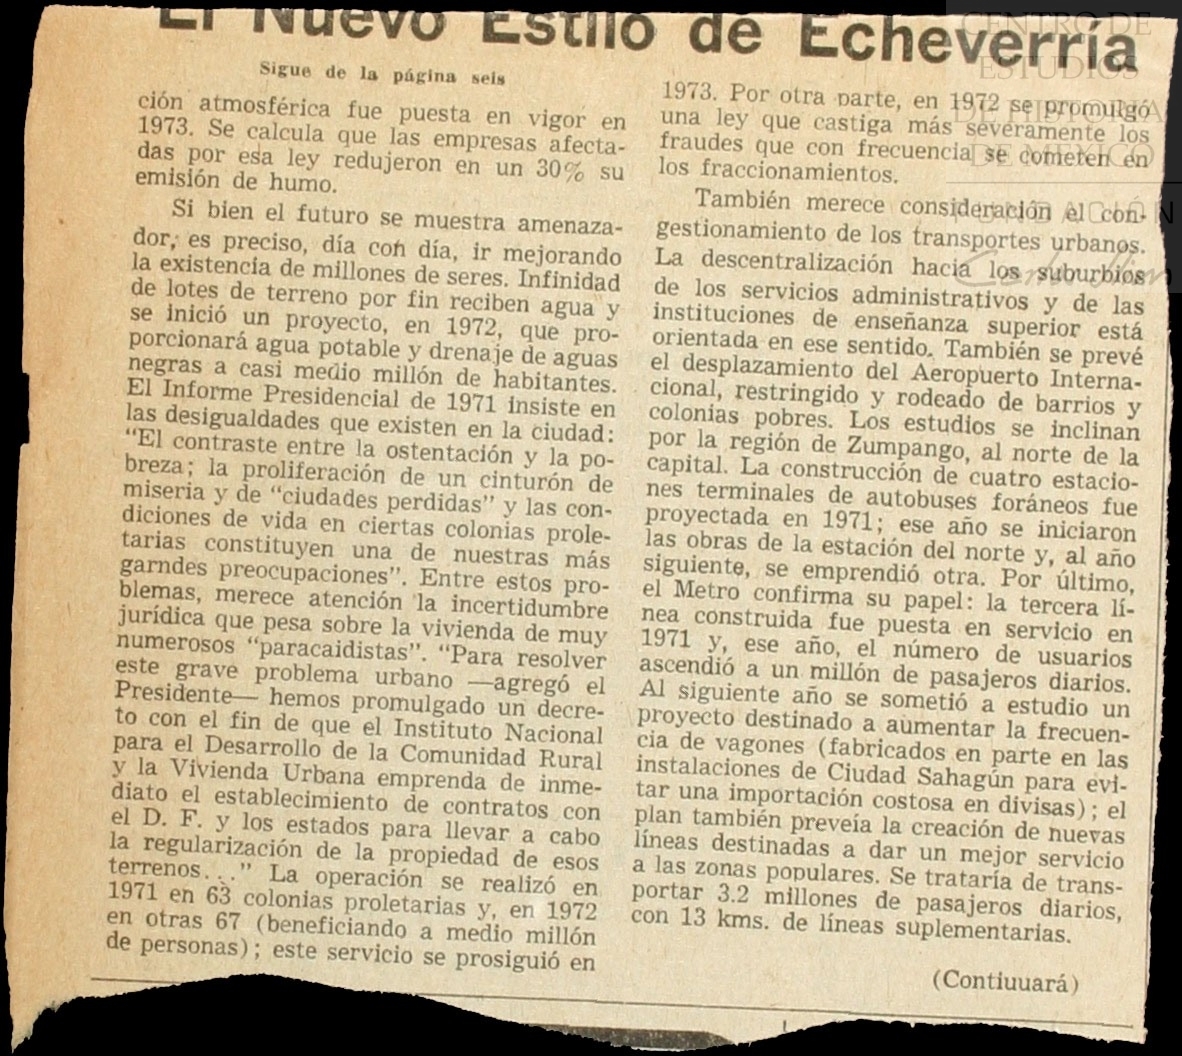 El Nuevo Estilo de Echeverría
Sigue de la página seis
ción atmosférica fue puesta en vigor en
1973. Se calcula que las empresas afecta-
das por esa ley redujeron en un 30% su
emisión de humo.
Si bien el futuro se muestra amenaza-
dor, es preciso, día con día, ir mejorando
la existencia de millones de seres. Infinidad
de lotes de terreno por fin reciben agua y
se inició un proyecto, en 1972, que pro-
porcionará agua potable y drenaje de aguas
negras a casi medio millón de habitantes.
El Informe Presidencial de 1971 insiste en
las desigualdades que existen en la ciudad:
“El contraste entre la ostentación y la po-
breza; la proliferación de un cinturón de
miseria y de “ciudades perdidas” y las con-
diciones de vida en ciertas colonias prole-
tarias constituyen una de nuestras más
garndes preocupaciones”. Entre estos pro-
blemas, merece atención la incertidumbre
jurídica que pesa sobre la vivienda de muy
numerosos “paracaidistas”. “Para resolver
este grave problema urbano —agregó el
Presidente— hemos promulgado un decre-
to con el fin de que el Instituto Nacional
para el Desarrollo de la Comunidad Rural
y la Vivienda Urbana emprenda de inme-
diato el establecimiento de contratos con
el D. F. y los estados para llevar a cabo
la regularización de la propiedad de esos
terrenos...” La operación se realizó en
1971 en 63 colonias proletarias y, en 1972
en otras 67 (beneficiando a medio millón
de personas); este servicio se prosiguió en
1973. Por otra parte, en 1972 se promulgó
una ley que castiga más severamente los
fraudes que con frecuencia se cometen en
los fraccionamientos.
También merece consideración el con-
gestionamiento de los transportes urbanos.
La descentralización hacia los suburbios
de los servicios administrativos y de las
instituciones de enseñanza superior está
orientada en ese sentido. También se prevé
el desplazamiento del Aeropuerto Interna-
cional, restringido y rodeado de barrios y
colonias pobres. Los estudios se inclinan
por la región de Zumpango, al norte de la
capital. La construcción de cuatro estacio-
nes terminales de autobuses foráneos fue
proyectada en 1971; ese año se iniciaron
las obras de la estación del norte y, al año
siguiente, se emprendió otra. Por último,
el Metro confirma su papel: la tercera lí-
nea construida fue puesta en servicio en
1971 y, ese año, el número de usuarios
ascendió a un millón de pasajeros diarios.
Al siguiente año se sometió a estudio un
proyecto destinado a aumentar la frecuen-
cia de vagones (fabricados en parte en las
instalaciones de Ciudad Sahagún para evi-
tar una importación costosa en divisas); el
plan también preveía la creación de nuevas
líneas destinadas a dar un mejor servicio
a las zonas populares. Se trataría de trans-
portar 3.2 millones de pasajeros diarios,
con 13 kms. de líneas suplementarias.
(Contiuuará)
CENTRO DE
ESTUDIOS
DE HISTORIA
DE MÉXICO
FUNDACIÓN
Carlos Slim